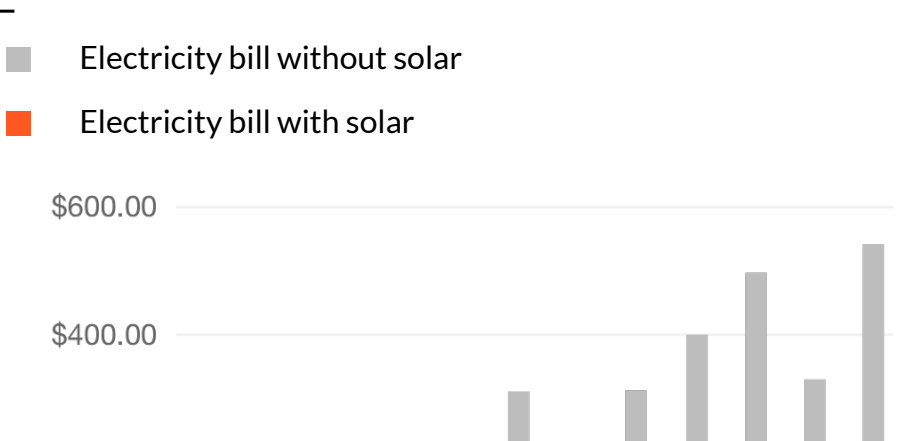 Electricity bill without solar
Electricity bill with solar
$600.00
$400.00